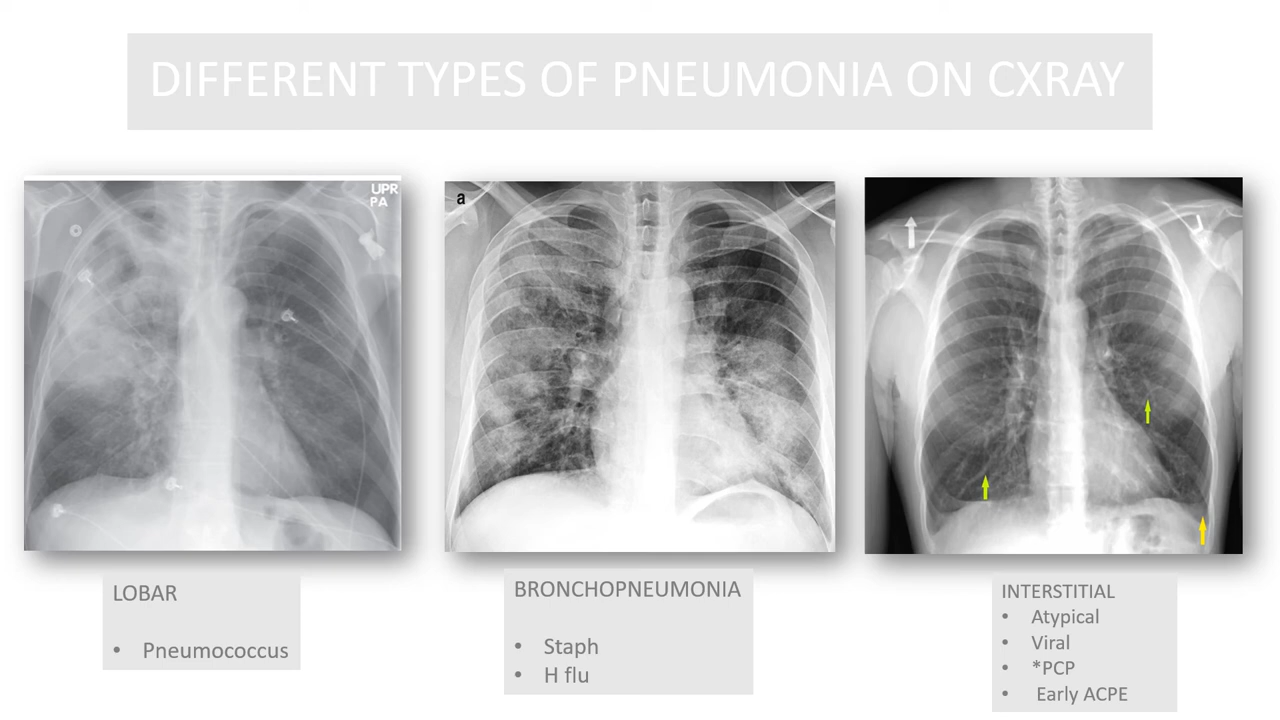 DIFFERENT TYPES OF PNEUMONIA ON CXRAY
UPR
PA
a
LOBAR
• Pneumococcus
BRONCHOPNEUMONIA
• Staph
• H flu
INTERSTITIAL
• Atypical
• Viral
• *PCP
• Early ACPE